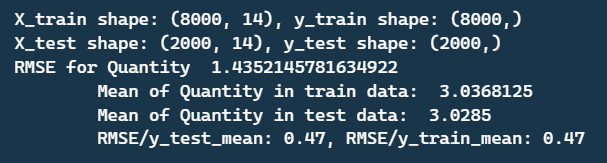 X_train shape: (8000, 14), y_train shape: (8000,)
X_test shape: (2000, 14), y_test shape: (2000,)
RMSE for Quantity  1.4352145781634922
        Mean of Quantity in train data:  3.0368125
        Mean of Quantity in test data:  3.0285
        RMSE/y_test_mean: 0.47, RMSE/y_train_mean: 0.47